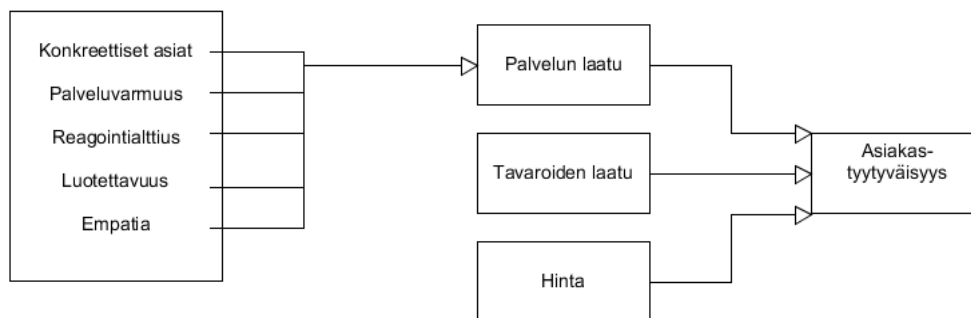 Konkreettiset asiat
Palveluvarmuus
Reagointialttius
Luotettavuus
Empatia
Palvelun laatu
Tavaroiden laatu
Hinta
Asiakas-
tyytyväisyys